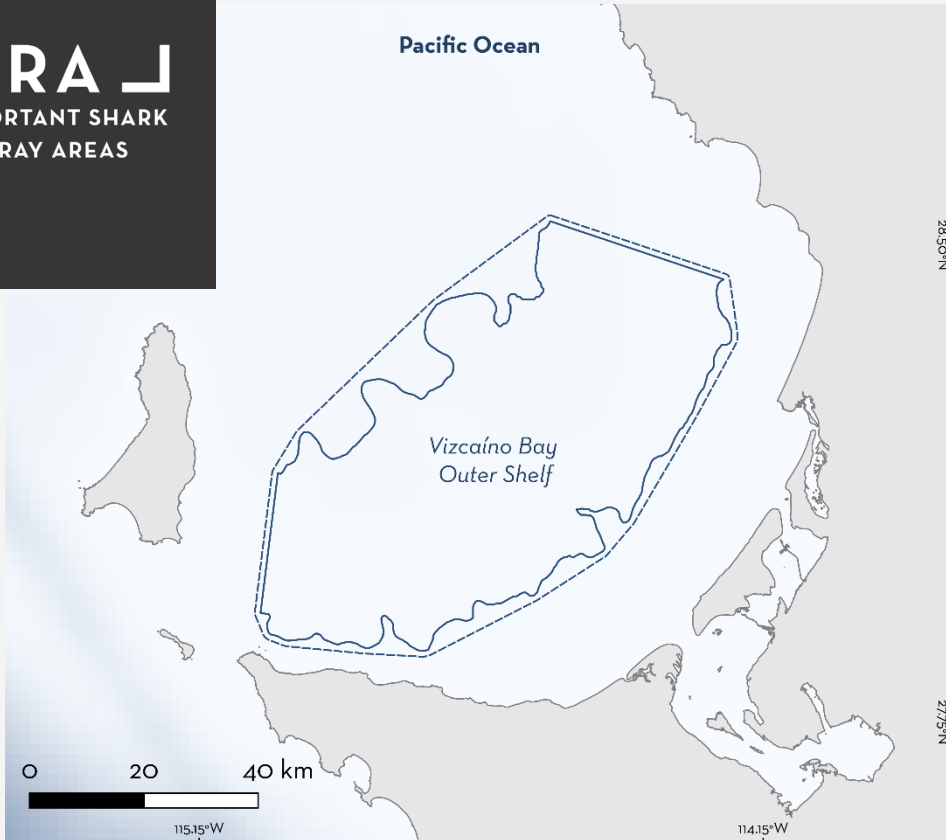 RA
ORTANT SHARK
RAY AREAS
Pacific Ocean
28.50°N
Vizcaíno Bay
Outer Shelf
27.75°N
0 20 40 km
115.15°W 114.15°W